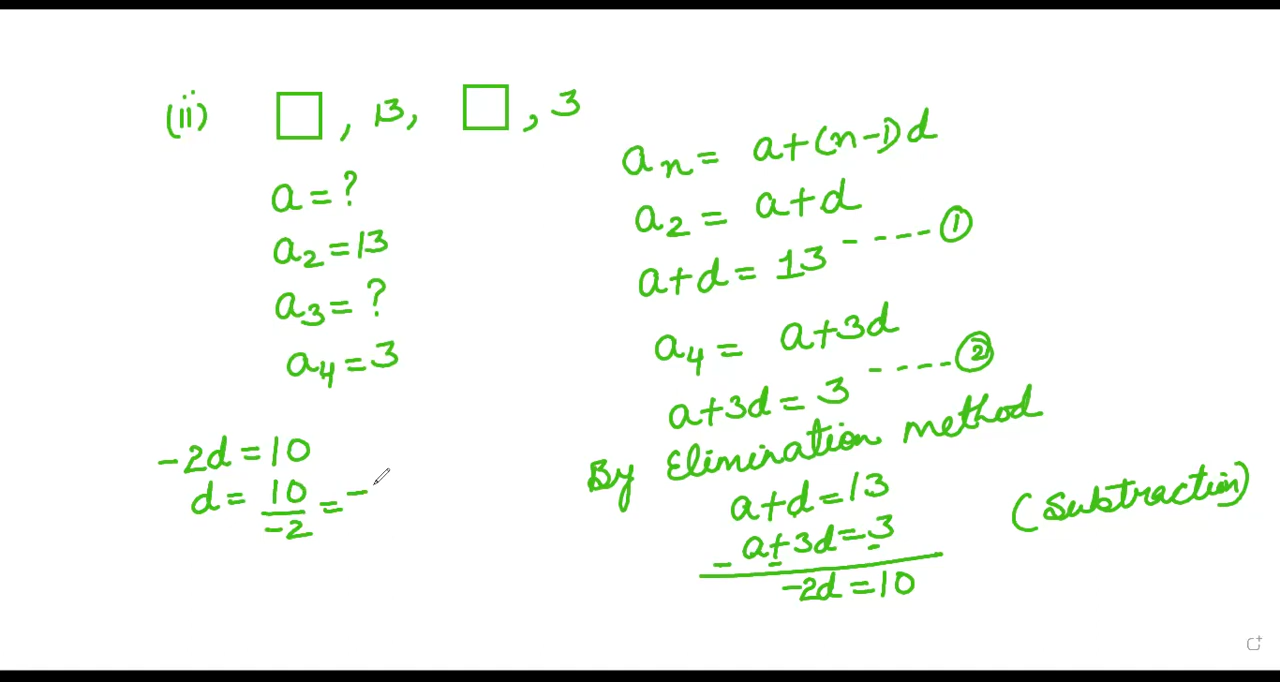 (ii) □, 13, □, 3
a = ?
a₂ = 13
a₃ = ?
a₄ = 3
-2d = 10
d = 10/-2 = -
aₙ = a+(n-1)d
a₂ = a+d
a+d = 13 ----①
a₄ = a+3d
a+3d = 3 ----②
By Elimination method
a+d=13
a+3d=3 (Subtraction)
- - -
-2d=10